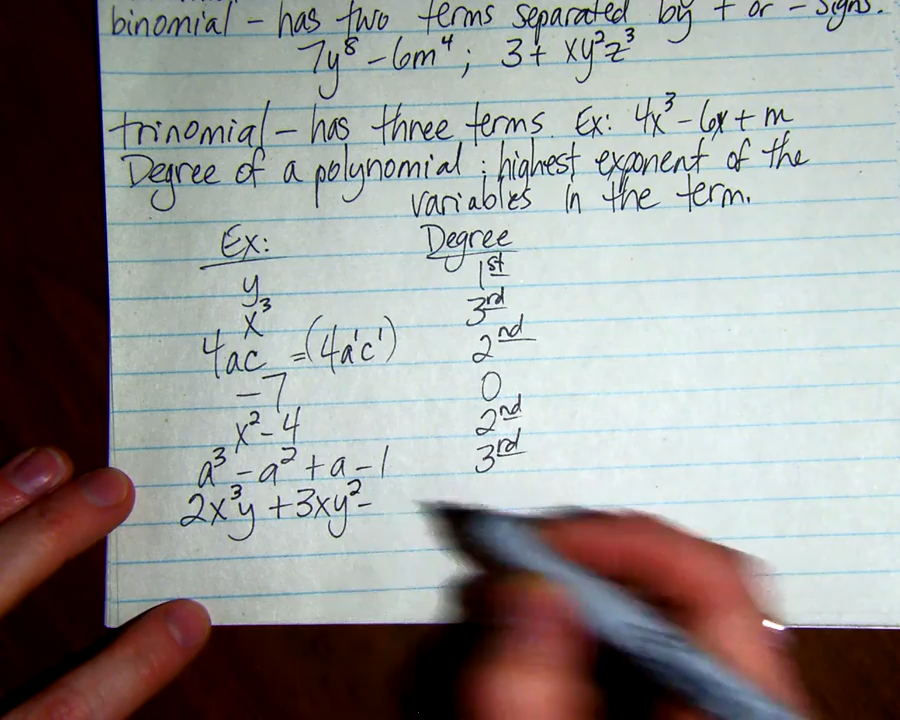 binomial - has two terms separated by + or - signs.
7y⁸ - 6m⁴ ; 3 + xy²z³
trinomial - has three terms. Ex: 4x³ - 6x + m
Degree of a polynomial : highest exponent of the
variables in the term.
Ex: Degree
y 1st
x³ 3rd
4ac = (4a¹c¹) 2nd
-7 0
x² - 4 2nd
a³ - a² + a - 1 3rd
2x³y + 3xy² -